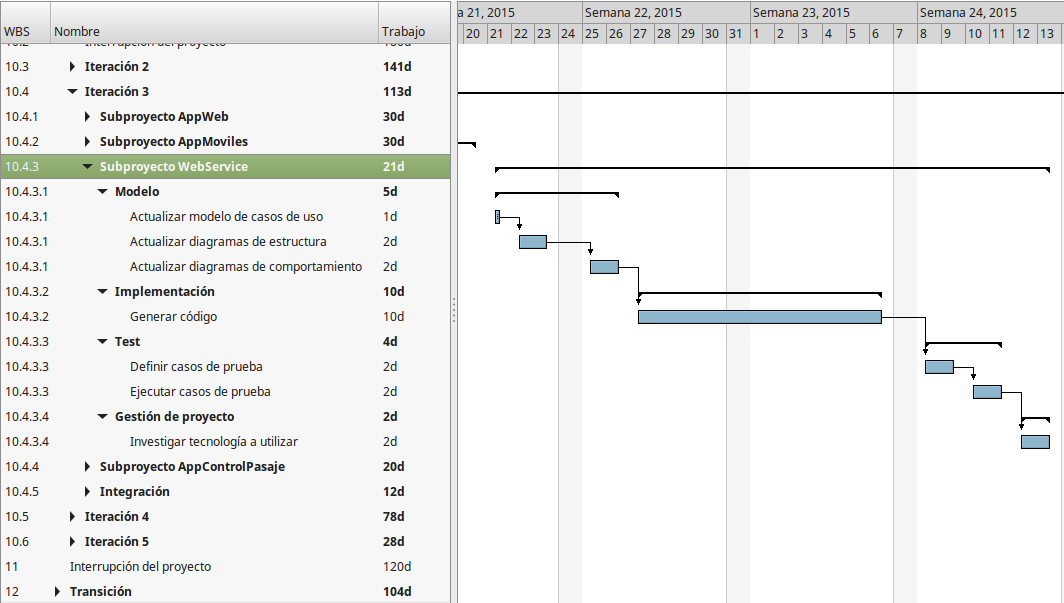 WBS Nombre Trabajo
a 21, 2015 Semana 22, 2015 Semana 23, 2015 Semana 24, 2015
20 21 22 23 24 25 26 27 28 29 30 31 1 2 3 4 5 6 7 8 9 10 11 12 13
10.2 Interrupción del proyecto 180d
10.3 Iteración 2 141d
10.4 Iteración 3 113d
10.4.1 Subproyecto AppWeb 30d
10.4.2 Subproyecto AppMoviles 30d
10.4.3 Subproyecto WebService 21d
10.4.3.1 Modelo 5d
10.4.3.1 Actualizar modelo de casos de uso 1d
10.4.3.1 Actualizar diagramas de estructura 2d
10.4.3.1 Actualizar diagramas de comportamiento 2d
10.4.3.2 Implementación 10d
10.4.3.2 Generar código 10d
10.4.3.3 Test 4d
10.4.3.3 Definir casos de prueba 2d
10.4.3.3 Ejecutar casos de prueba 2d
10.4.3.4 Gestión de proyecto 2d
10.4.3.4 Investigar tecnología a utilizar 2d
10.4.4 Subproyecto AppControlPasaje 20d
10.4.5 Integración 12d
10.5 Iteración 4 78d
10.6 Iteración 5 28d
11 Interrupción del proyecto 120d
12 Transición 104d